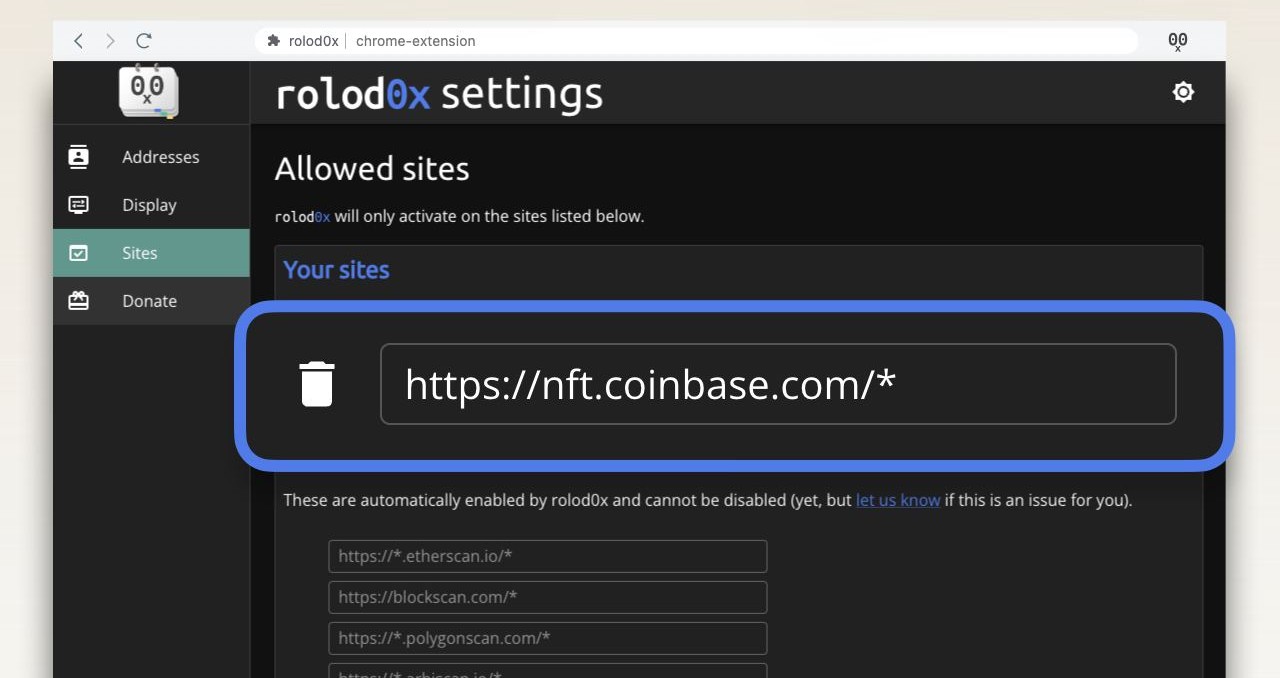 rolod0x | chrome-extension
00
x
00
x
rolod0x settings
Addresses
Display
Sites
Donate
Allowed sites
rolod0x will only activate on the sites listed below.
Your sites
https://nft.coinbase.com/*
These are automatically enabled by rolod0x and cannot be disabled (yet, but let us know if this is an issue for you).
https://*.etherscan.io/*
https://blockscan.com/*
https://*.polygonscan.com/*
https://*.arbiscan.io/*